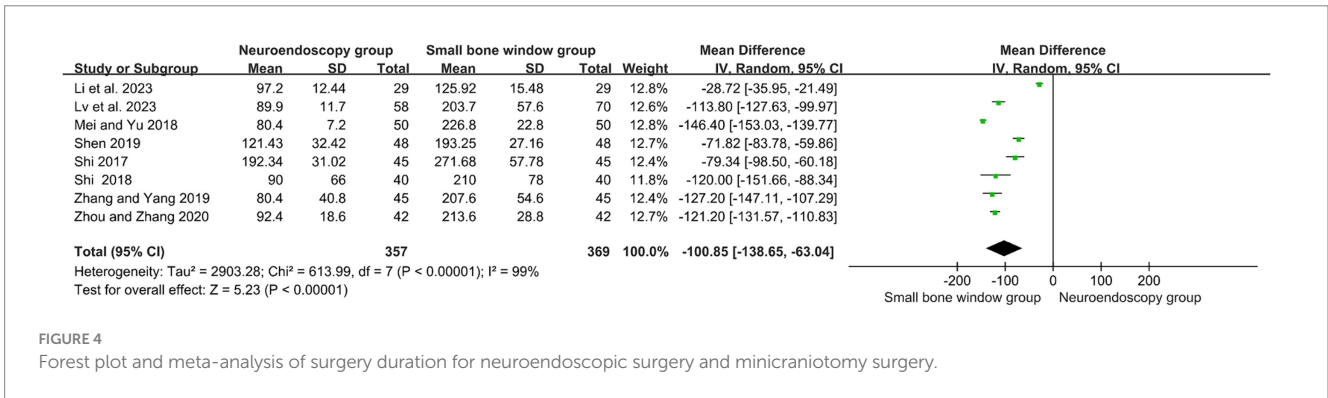 Neuroendoscopy group Small bone window group Mean Difference Mean Difference
Study or Subgroup Mean SD Total Mean SD Total Weight IV, Random, 95% CI IV, Random, 95% CI
Li et al. 2023 97.2 12.44 29 125.92 15.48 29 12.8% -28.72 [-35.95, -21.49]
Lv et al. 2023 89.9 11.7 58 203.7 57.6 70 12.6% -113.80 [-127.63, -99.97]
Mei and Yu 2018 80.4 7.2 50 226.8 22.8 50 12.8% -146.40 [-153.03, -139.77]
Shen 2019 121.43 32.42 48 193.25 27.16 48 12.7% -71.82 [-83.78, -59.86]
Shi 2017 192.34 31.02 45 271.68 57.78 45 12.4% -79.34 [-98.50, -60.18]
Shi 2018 90 66 40 210 78 40 11.8% -120.00 [-151.66, -88.34]
Zhang and Yang 2019 80.4 40.8 45 207.6 54.6 45 12.4% -127.20 [-147.11, -107.29]
Zhou and Zhang 2020 92.4 18.6 42 213.6 28.8 42 12.7% -121.20 [-131.57, -110.83]
Total (95% CI) 357 369 100.0% -100.85 [-138.65, -63.04]
Heterogeneity: Tau² = 2903.28; Chi² = 613.99, df = 7 (P < 0.00001); I² = 99%
Test for overall effect: Z = 5.23 (P < 0.00001)
-200 -100 0 100 200
Small bone window group Neuroendoscopy group
FIGURE 4
Forest plot and meta-analysis of surgery duration for neuroendoscopic surgery and minicraniotomy surgery.